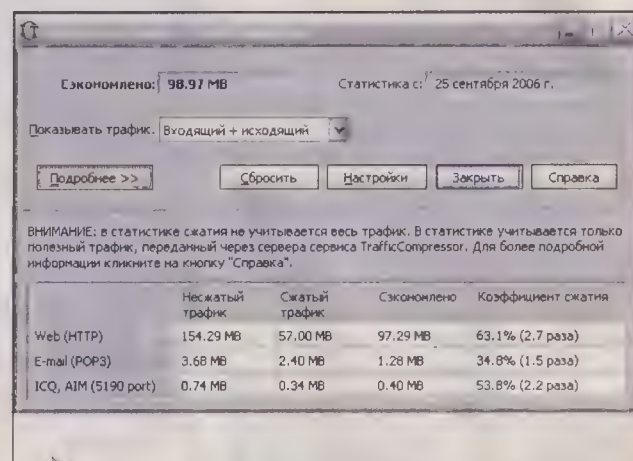 Сэкономлено: 98.97 MB Статистика с: 25 сентября 2006 г.
Показывать трафик. Входящий + исходящий
Подробнее >> Сбросить Настройки Закрыть Справка
ВНИМАНИЕ: в статистике сжатия не учитывается весь трафик. В статистике учитывается только
полезный трафик, переданный через сервера сервиса TrafficCompressor. Для более подробной
информации кликните на кнопку "Справка".
Несжатый трафик Сжатый трафик Сэкономлено Коэффициент сжатия
Web (HTTP) 154.29 MB 57.00 MB 97.29 MB 63.1% (2.7 раза)
E-mail (POP3) 3.68 MB 2.40 MB 1.28 MB 34.8% (1.5 раза)
ICQ, AIM (5190 port) 0.74 MB 0.34 MB 0.40 MB 53.8% (2.2 раза)